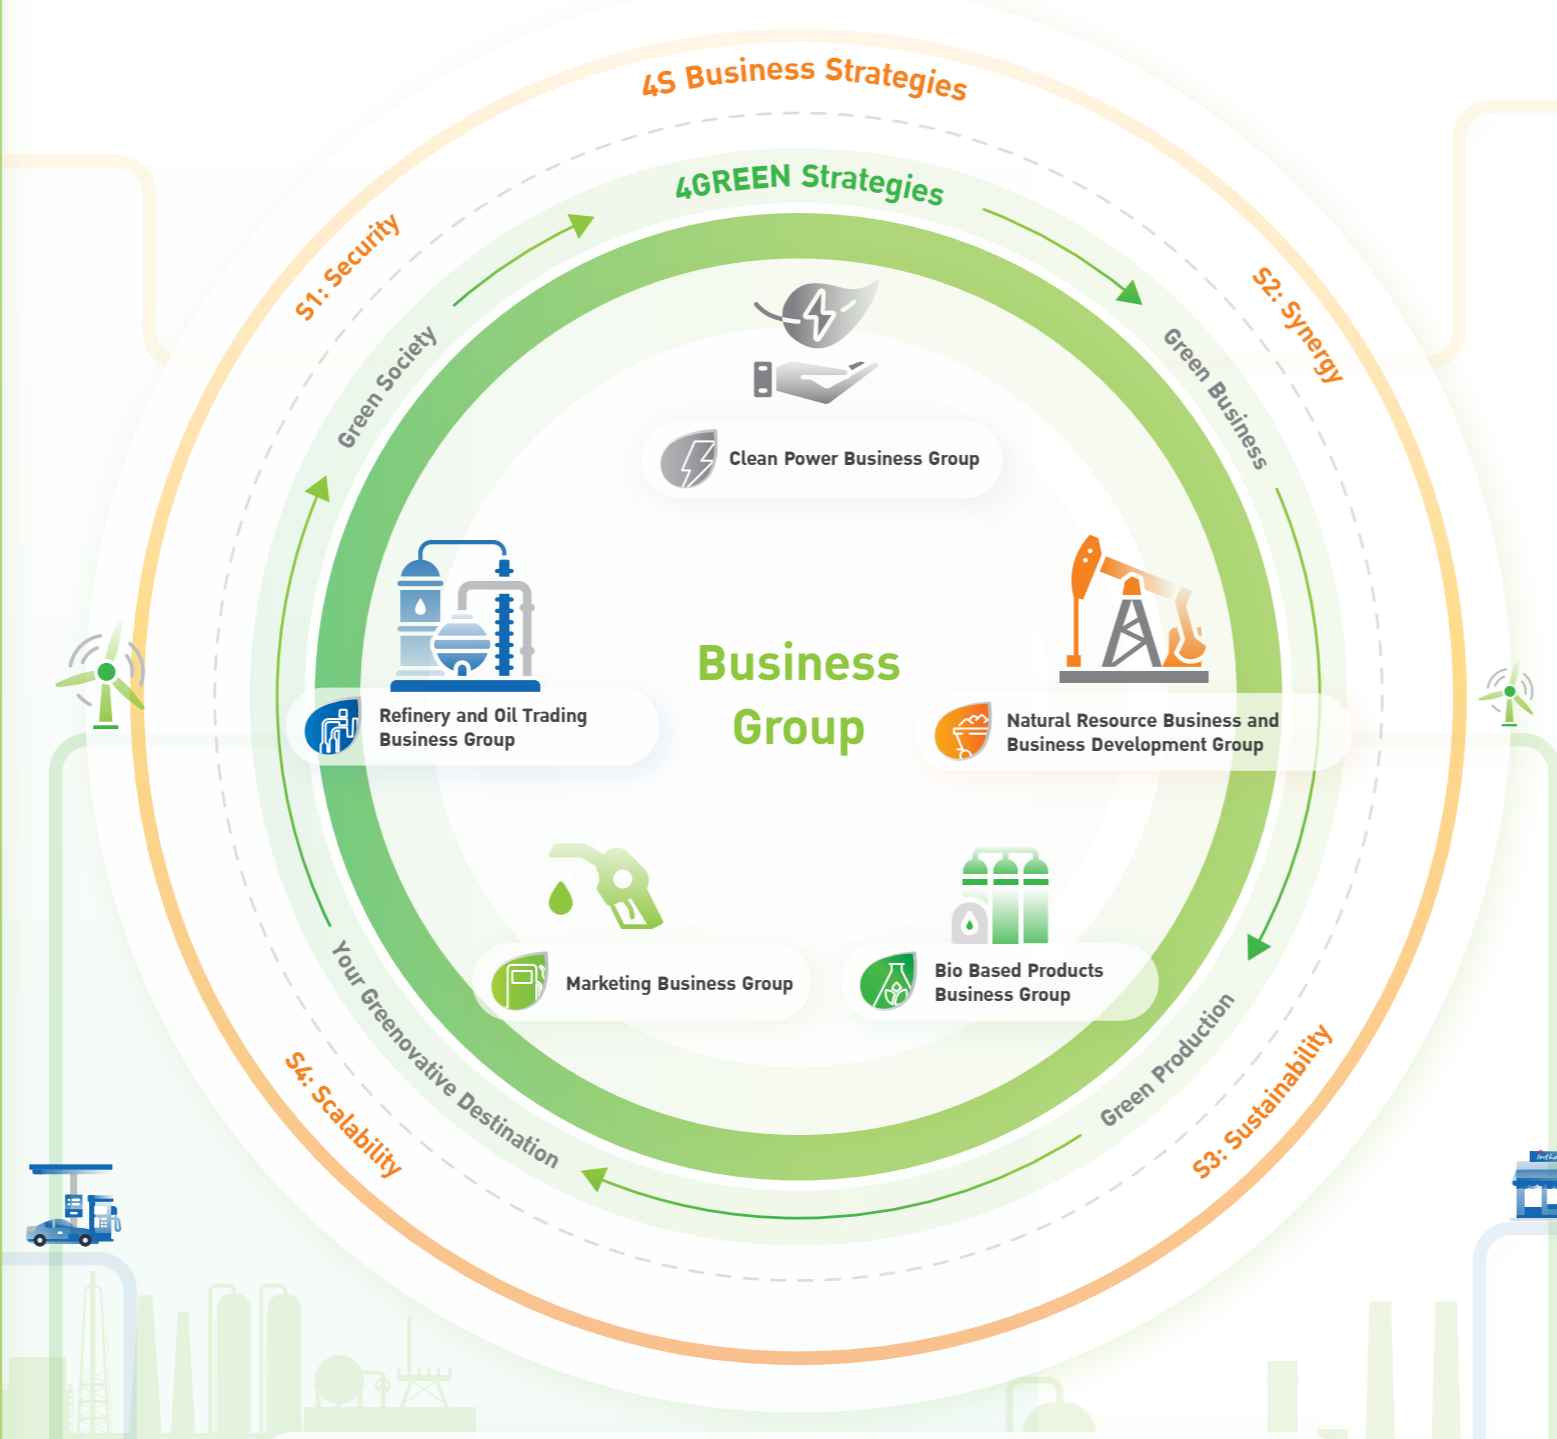 4S Business Strategies
4GREEN Strategies
S1: Security
S2: Synergy
Green Society
Green Business
Clean Power Business Group
Business
Group
Refinery and Oil Trading
Business Group
Natural Resource Business and
Business Development Group
Marketing Business Group
Bio Based Products
Business Group
Your Greenovative Destination
Green Production
S4: Scalability
S3: Sustainability